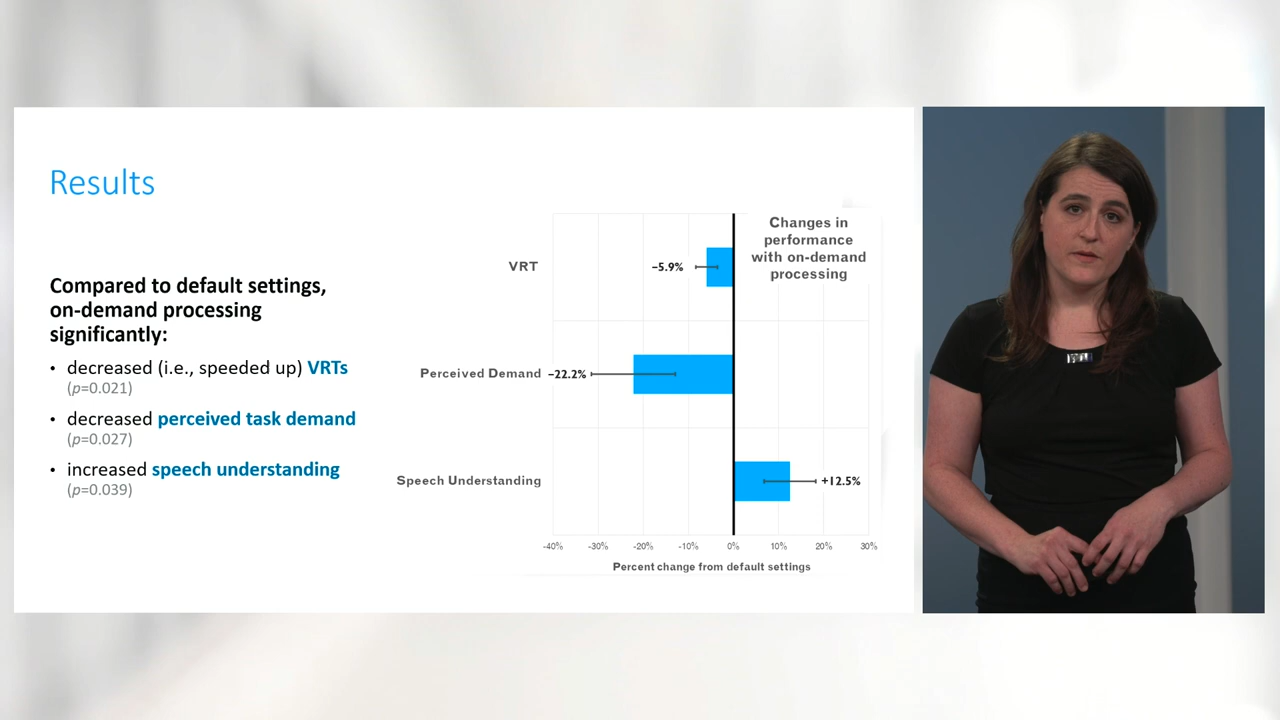 Results
Compared to default settings,
on-demand processing
significantly:
• decreased (i.e., speeded up) VRTs
(p=0.021)
• decreased perceived task demand
(p=0.027)
• increased speech understanding
(p=0.039)
Changes in
performance
with on-demand
processing
VRT
−5.9%
Perceived Demand
−22.2%
Speech Understanding
+12.5%
-40% -30% -20% -10% 0% 10% 20% 30%
Percent change from default settings